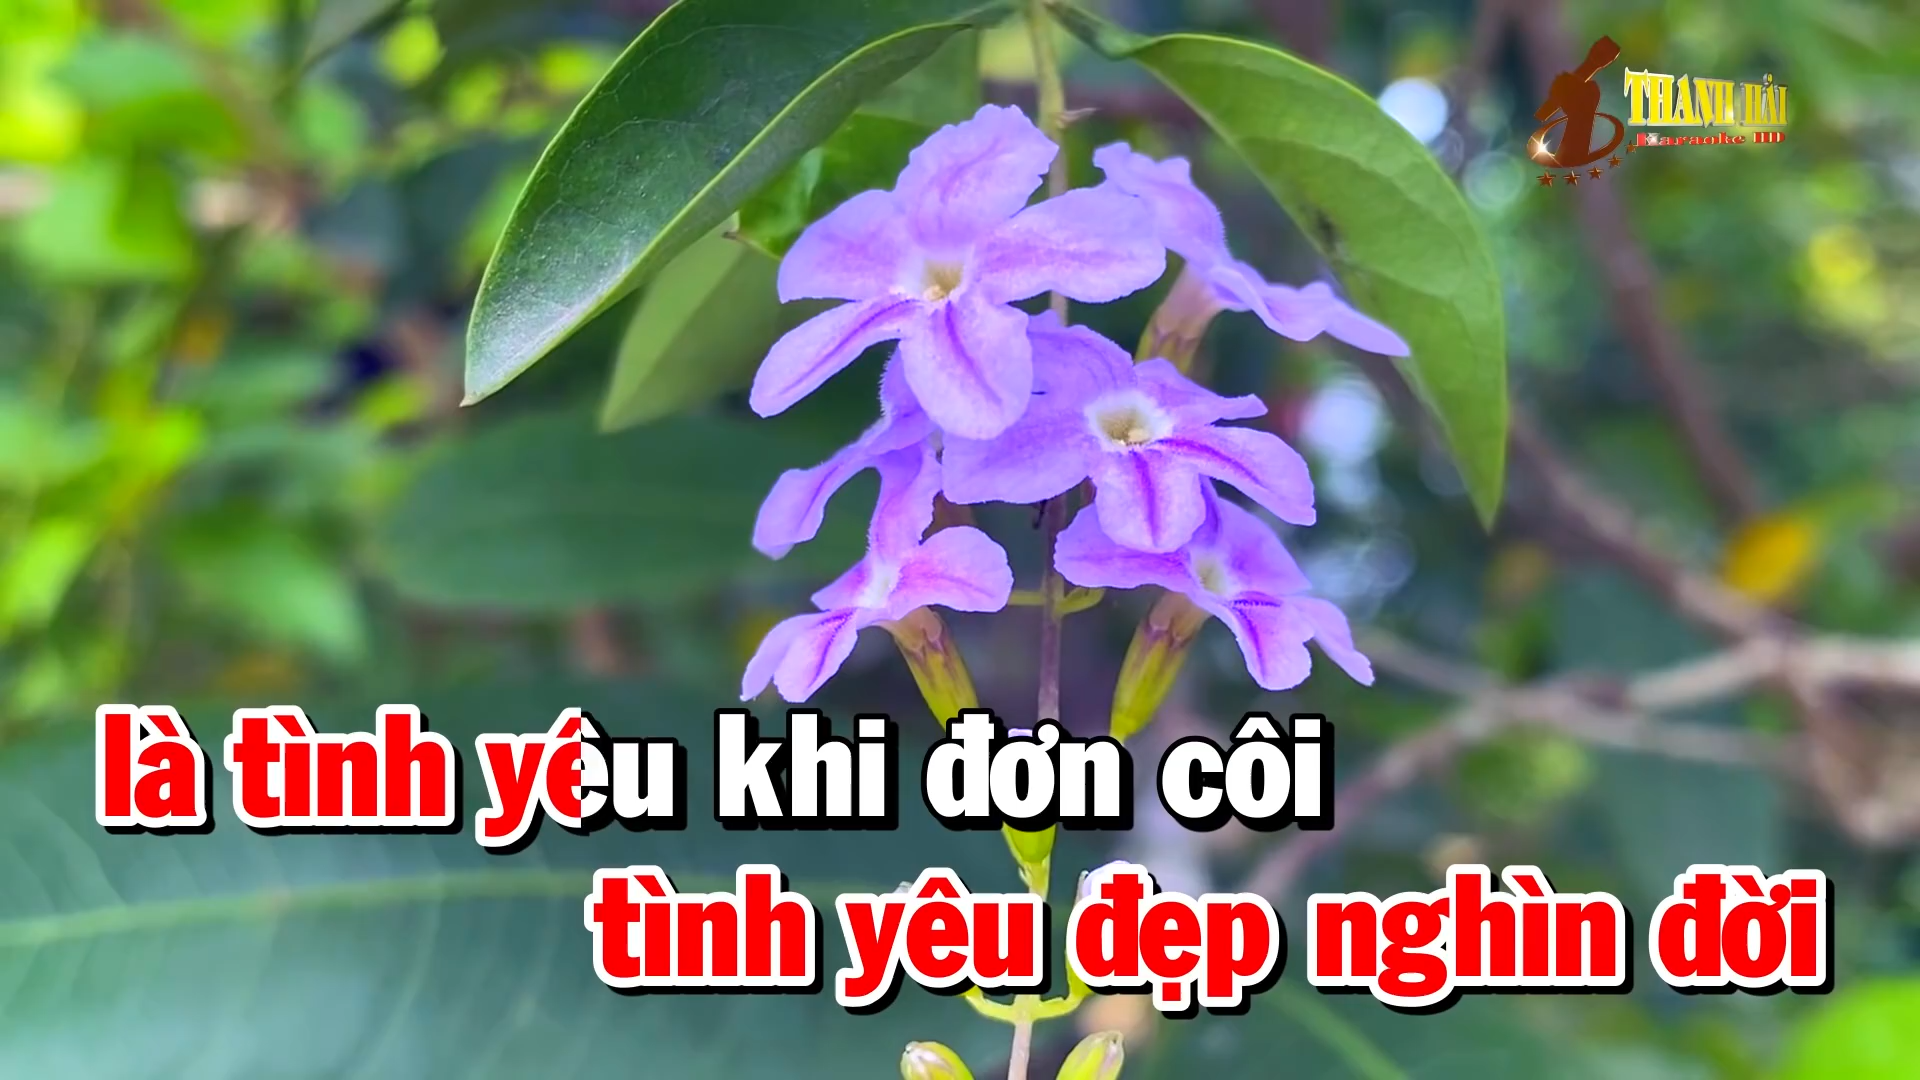 THANH HẢI
Karaoke HD
là tình yêu khi đơn côi
tình yêu đẹp nghìn đời